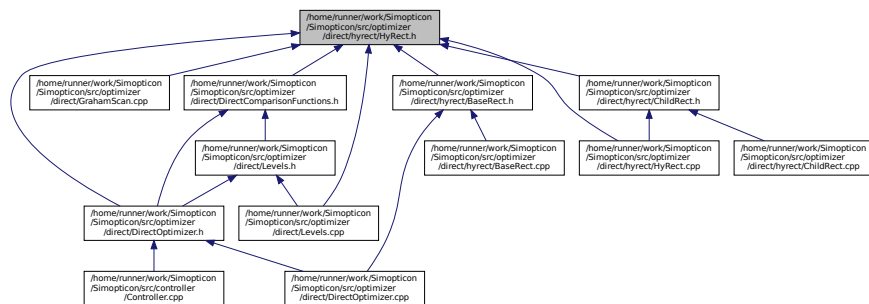 /home/runner/work/Simopticon
/Simopticon/src/optimizer
/direct/hyrect/HyRect.h
/home/runner/work/Simopticon
/Simopticon/src/optimizer
/direct/GrahamScan.cpp
/home/runner/work/Simopticon
/Simopticon/src/optimizer
/direct/DirectComparisonFunctions.h
/home/runner/work/Simopticon
/Simopticon/src/optimizer
/direct/hyrect/BaseRect.h
/home/runner/work/Simopticon
/Simopticon/src/optimizer
/direct/hyrect/ChildRect.h
/home/runner/work/Simopticon
/Simopticon/src/optimizer
/direct/Levels.h
/home/runner/work/Simopticon
/Simopticon/src/optimizer
/direct/hyrect/BaseRect.cpp
/home/runner/work/Simopticon
/Simopticon/src/optimizer
/direct/hyrect/HyRect.cpp
/home/runner/work/Simopticon
/Simopticon/src/optimizer
/direct/hyrect/ChildRect.cpp
/home/runner/work/Simopticon
/Simopticon/src/optimizer
/direct/DirectOptimizer.h
/home/runner/work/Simopticon
/Simopticon/src/optimizer
/direct/Levels.cpp
/home/runner/work/Simopticon
/Simopticon/src/controller
/Controller.cpp
/home/runner/work/Simopticon
/Simopticon/src/optimizer
/direct/DirectOptimizer.cpp